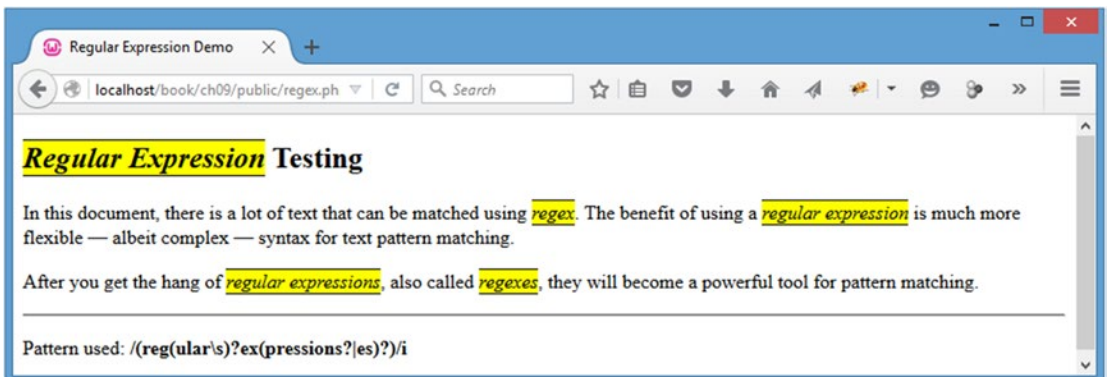 Regular Expression Demo
localhost/book/ch09/public/regex.ph
Search
Regular Expression Testing
In this document, there is a lot of text that can be matched using regex. The benefit of using a regular expression is much more
flexible — albeit complex — syntax for text pattern matching.
After you get the hang of regular expressions, also called regexes, they will become a powerful tool for pattern matching.
Pattern used: /(reg(ular\s)?ex(pressions?|es)?)/i